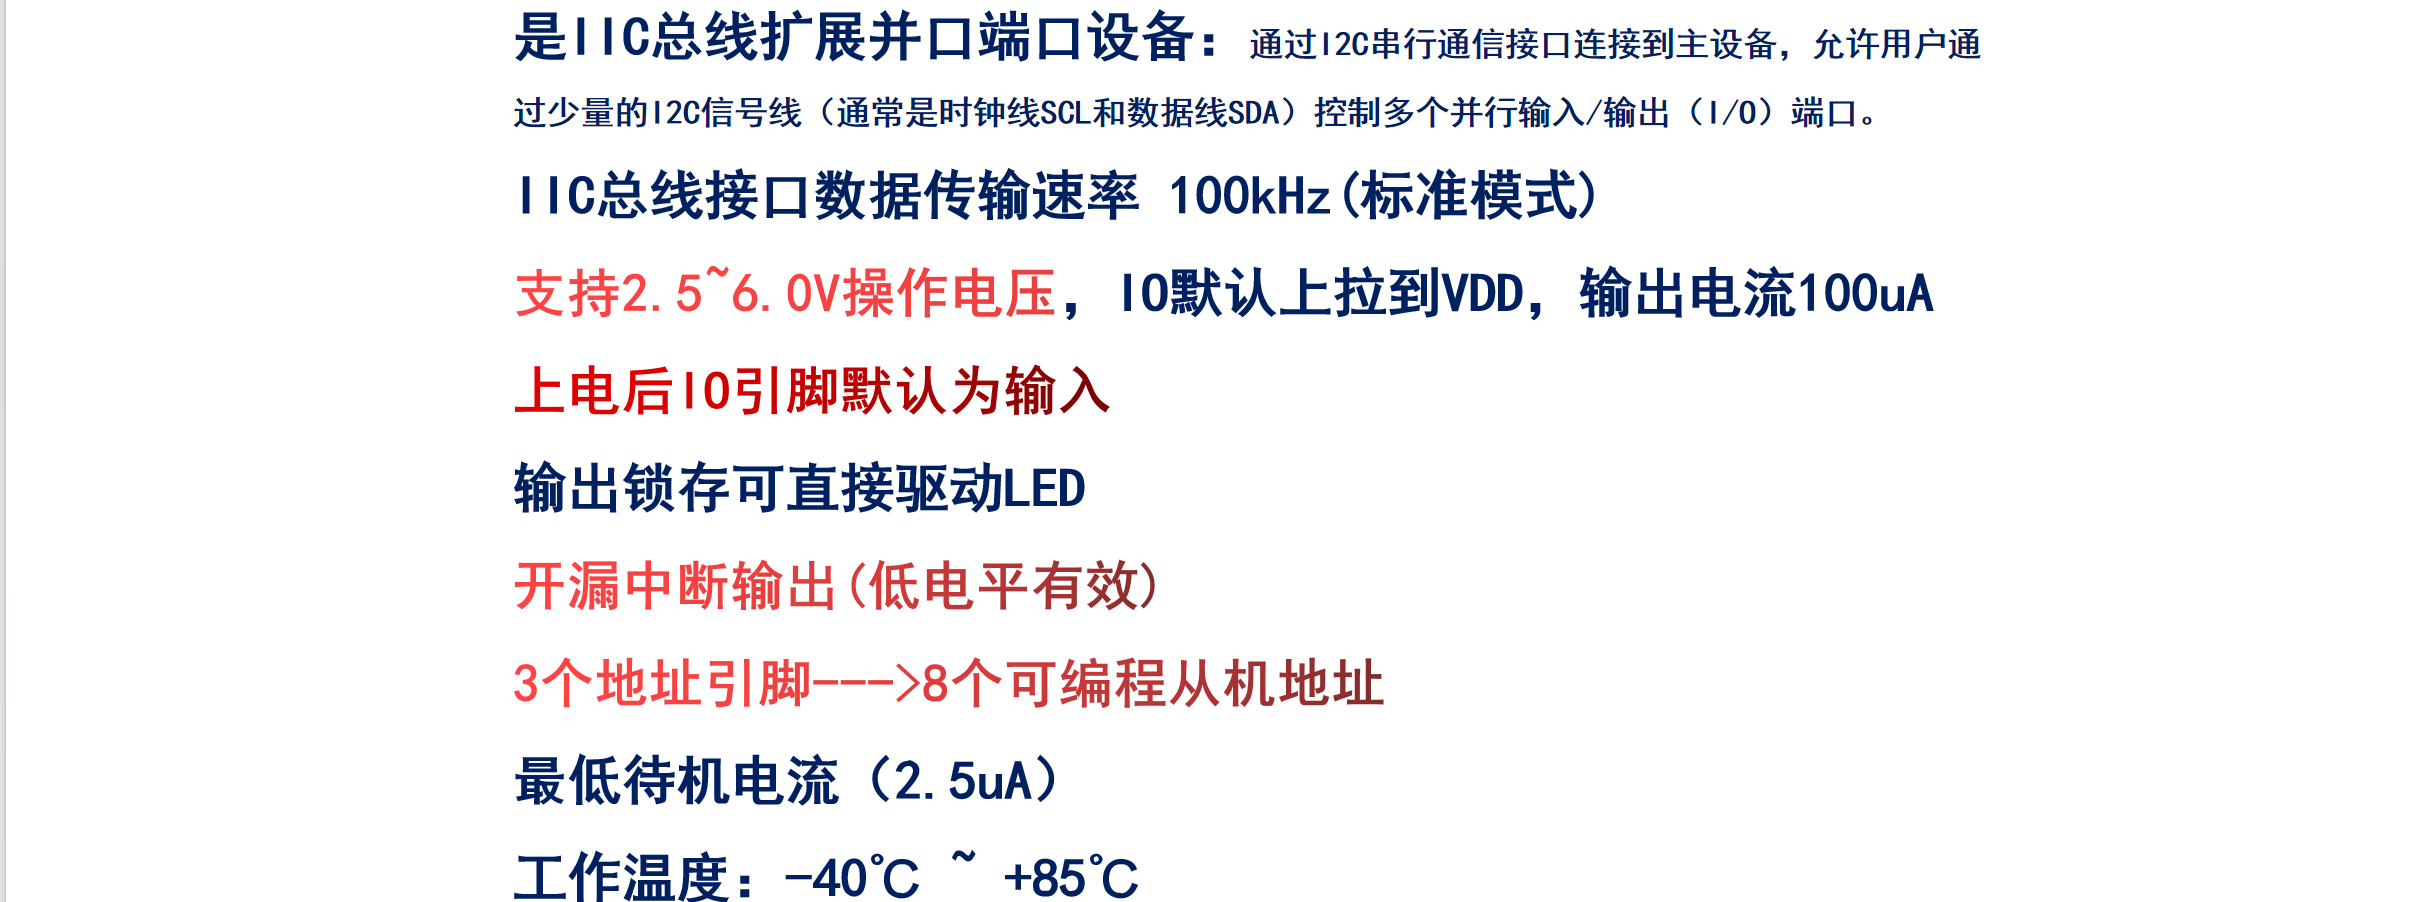 是IIC总线扩展并口端口设备：通过I2C串行通信接口连接到主设备，允许用户通
过少量的I2C信号线（通常是时钟线SCL和数据线SDA）控制多个并行输入/输出（I/O）端口。
IIC总线接口数据传输速率 100kHz(标准模式)
支持2.5~6.0V操作电压，IO默认上拉到VDD，输出电流100uA
上电后IO引脚默认为输入
输出锁存可直接驱动LED
开漏中断输出(低电平有效)
3个地址引脚--->8个可编程从机地址
最低待机电流（2.5uA）
工作温度：-40℃ ~ +85℃